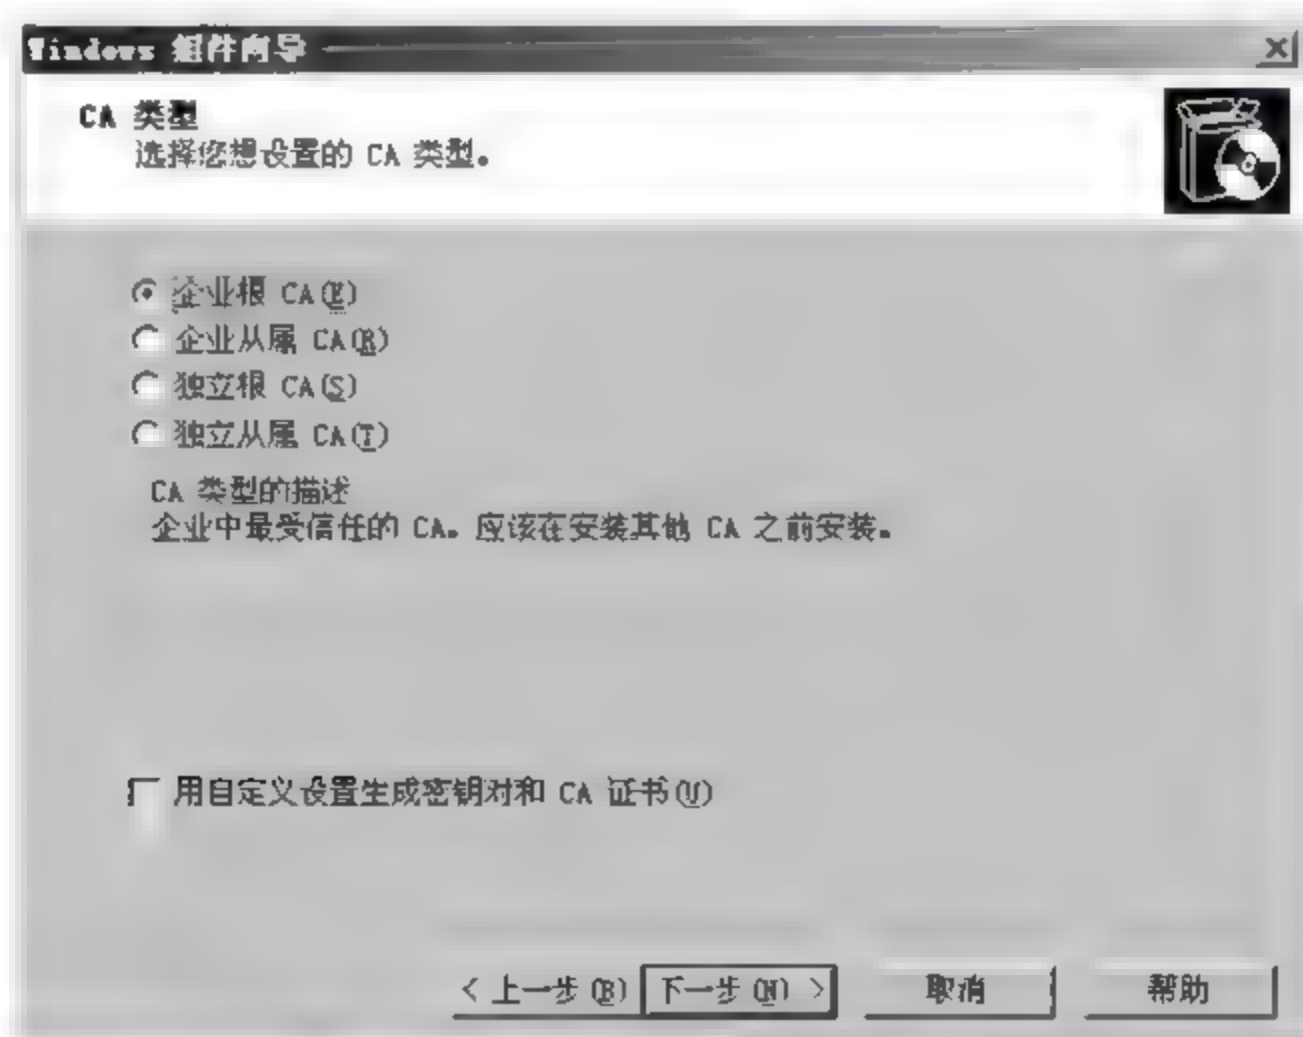 Windows 组件向导
CA 类型
选择您想设置的 CA 类型。
企业根 CA(E)
企业从属 CA(R)
独立根 CA(S)
独立从属 CA(T)
CA 类型的描述
企业中最受信任的 CA。应该在安装其他 CA 之前安装。
用自定义设置生成密钥对和 CA 证书(U)
< 上一步(B) 下一步(N) > 取消 帮助